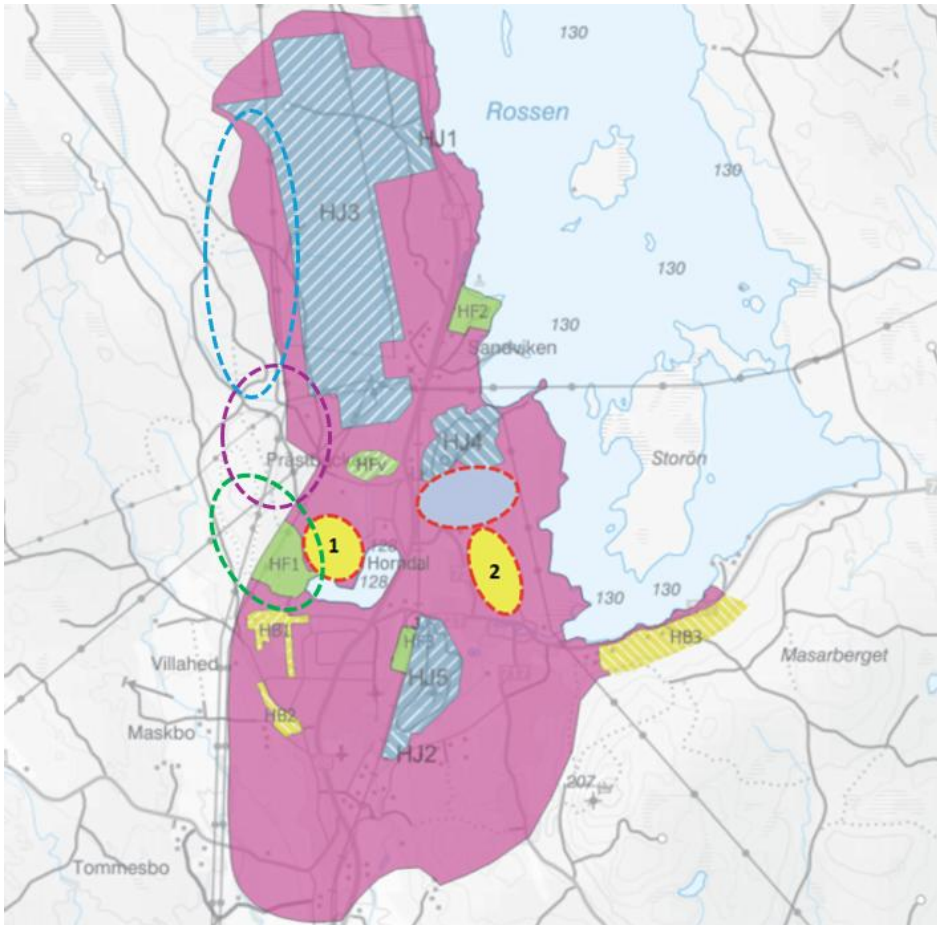 130
Rossen
HJ1
130
HJ3
130
HF2
130
Sandviken
HJ4
HFv
Storön
1
128
HF1
Horndal
128
2
130
130
HB1
HB3
Villahed
HJ5
Masarberget
HB2
Maskbo
HJ2
207
Tommesbo